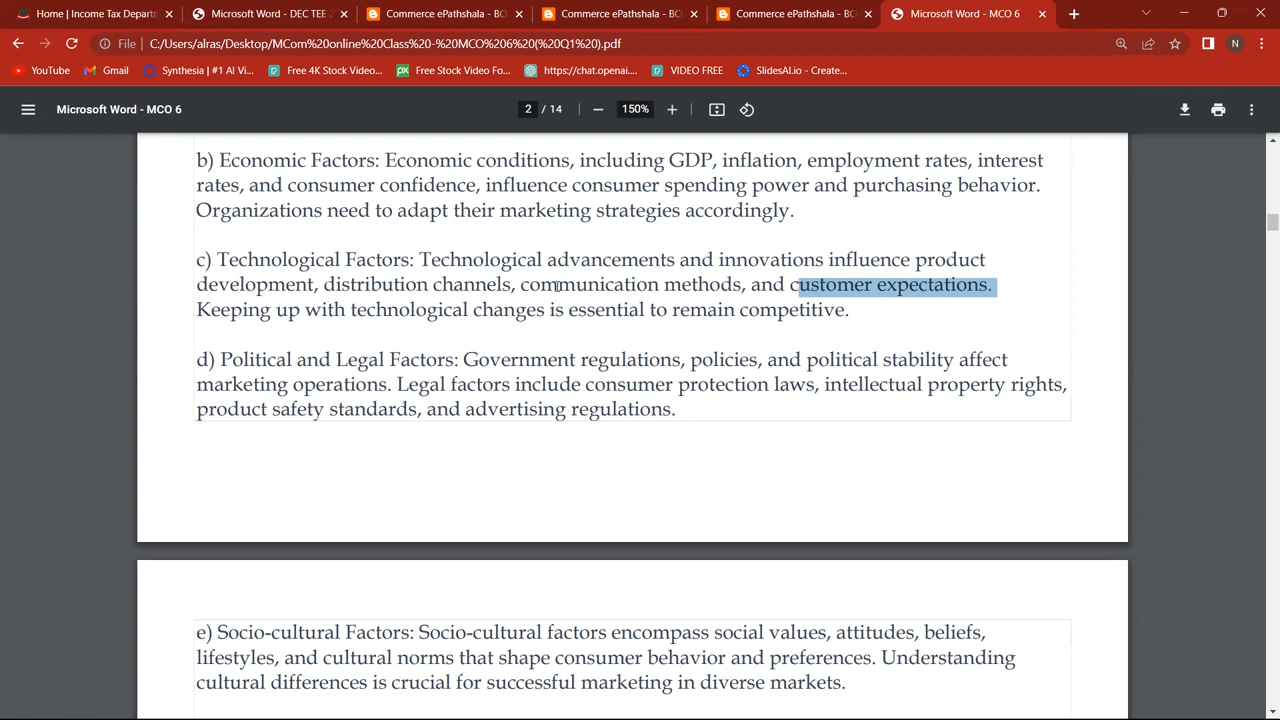 Home | Income Tax Departm
Microsoft Word - DEC TEE 2
Commerce ePathshala - BC
Commerce ePathshala - BC
Commerce ePathshala - BC
Microsoft Word - MCO 6
File
C:/Users/alras/Desktop/MCom%20online%20Class%20-%20MCO%206%20(%20Q1%20).pdf
N
YouTube
Gmail
Synthesia | #1 AI Vi...
Free 4K Stock Video...
Free Stock Video Fo...
https://chat.openai....
VIDEO FREE
SlidesAI.io - Create...
Microsoft Word - MCO 6
2 / 14
150%
b) Economic Factors: Economic conditions, including GDP, inflation, employment rates, interest
rates, and consumer confidence, influence consumer spending power and purchasing behavior.
Organizations need to adapt their marketing strategies accordingly.
c) Technological Factors: Technological advancements and innovations influence product
development, distribution channels, communication methods, and customer expectations.
Keeping up with technological changes is essential to remain competitive.
d) Political and Legal Factors: Government regulations, policies, and political stability affect
marketing operations. Legal factors include consumer protection laws, intellectual property rights,
product safety standards, and advertising regulations.
e) Socio-cultural Factors: Socio-cultural factors encompass social values, attitudes, beliefs,
lifestyles, and cultural norms that shape consumer behavior and preferences. Understanding
cultural differences is crucial for successful marketing in diverse markets.